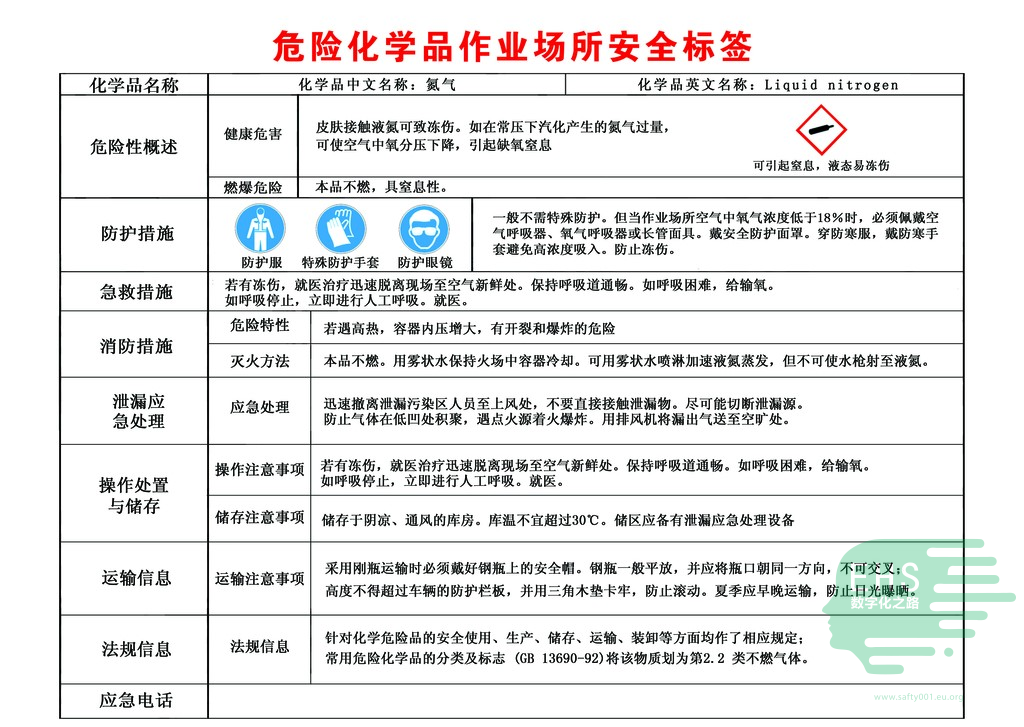 危险化学品作业场所安全标签
化学品名称
化学品中文名称：氮气
化学品英文名称：Liquid nitrogen
危险性概述
健康危害
皮肤接触液氮可致冻伤。如在常压下汽化产生的氮气过量，
可使空气中氧分压下降，引起缺氧窒息
可引起窒息，液态易冻伤
燃爆危险
本品不燃，具窒息性。
防护措施
防护服
特殊防护手套
防护眼镜
一般不需特殊防护。但当作业场所空气中氧气浓度低于18%时，必须佩戴空
气呼吸器、氧气呼吸器或长管面具。戴安全防护面罩。穿防寒服，戴防寒手
套避免高浓度吸入。防止冻伤。
急救措施
若有冻伤，就医治疗迅速脱离现场至空气新鲜处。保持呼吸道通畅。如呼吸困难，给输氧。
如呼吸停止，立即进行人工呼吸。就医。
消防措施
危险特性
若遇高热，容器内压增大，有开裂和爆炸的危险
灭火方法
本品不燃。用雾状水保持火场中容器冷却。可用雾状水喷淋加速液氮蒸发，但不可使水枪射至液氮。
泄漏应
急处理
应急处理
迅速撤离泄漏污染区人员至上风处，不要直接接触泄漏物。尽可能切断泄漏源。
防止气体在低凹处积聚，遇点火源着火爆炸。用排风机将漏出气送至空旷处。
操作处置
与储存
操作注意事项
若有冻伤，就医治疗迅速脱离现场至空气新鲜处。保持呼吸道通畅。如呼吸困难，给输氧。
如呼吸停止，立即进行人工呼吸。就医。
储存注意事项
储存于阴凉、通风的库房。库温不宜超过30℃。储区应备有泄漏应急处理设备
运输信息
运输注意事项
采用刚瓶运输时必须戴好钢瓶上的安全帽。钢瓶一般平放，并应将瓶口朝同一方向，不可交叉；
高度不得超过车辆的防护栏板，并用三角木垫卡牢，防止滚动。夏季应早晚运输，防止日光曝晒。
EHS
数字化之路
法规信息
法规信息
针对化学危险品的安全使用、生产、储存、运输、装卸等方面均作了相应规定；
常用危险化学品的分类及标志 (GB 13690-92)将该物质划为第2.2 类不燃气体。
应急电话
www.safty001.eu.org